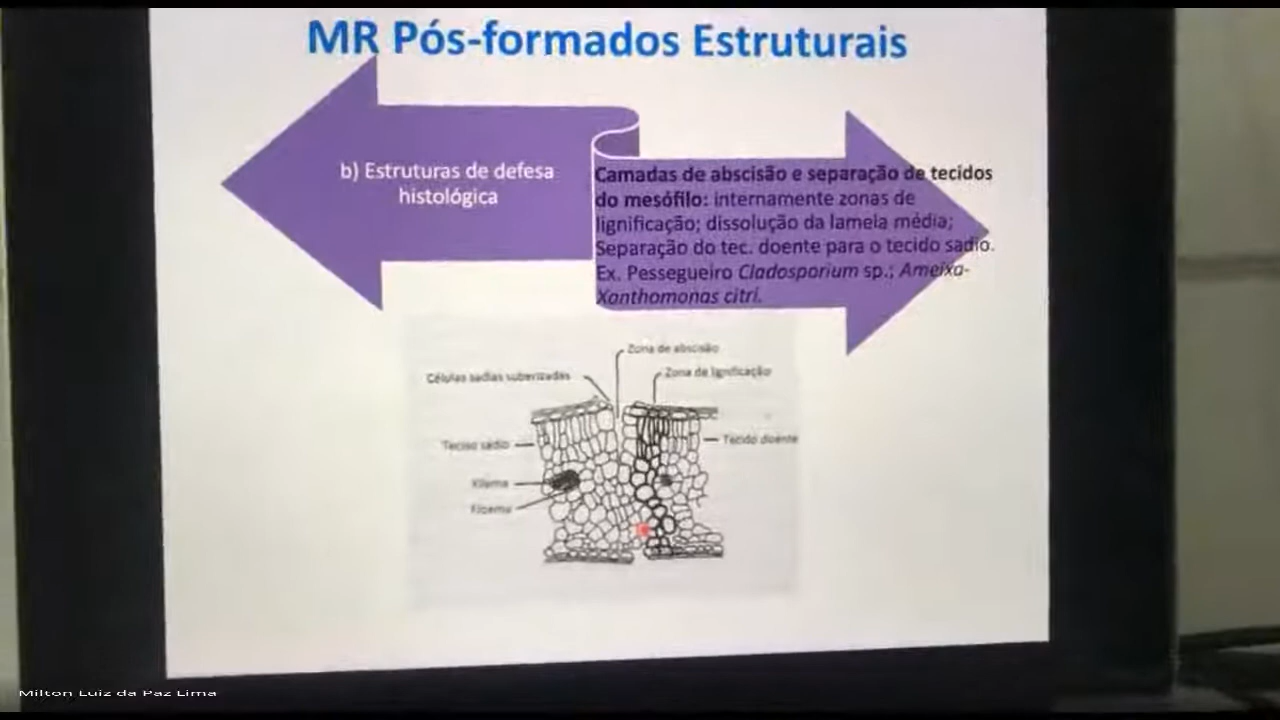 MR Pós-formados Estruturais
b) Estruturas de defesa
histológica
Camadas de abscisão e separação de tecidos
do mesófilo: internamente zonas de
lignificação; dissolução da lamela média;
Separação do tec. doente para o tecido sadio.
Ex. Pessegueiro Cladosporium sp.; Ameixa-
Xanthomonas citri.
Zona de abscisão
Células sadias suberizadas
Zona de lignificação
Tecido sadio
Tecido doente
Xilema
Floema
Milton Luiz da Paz Lima